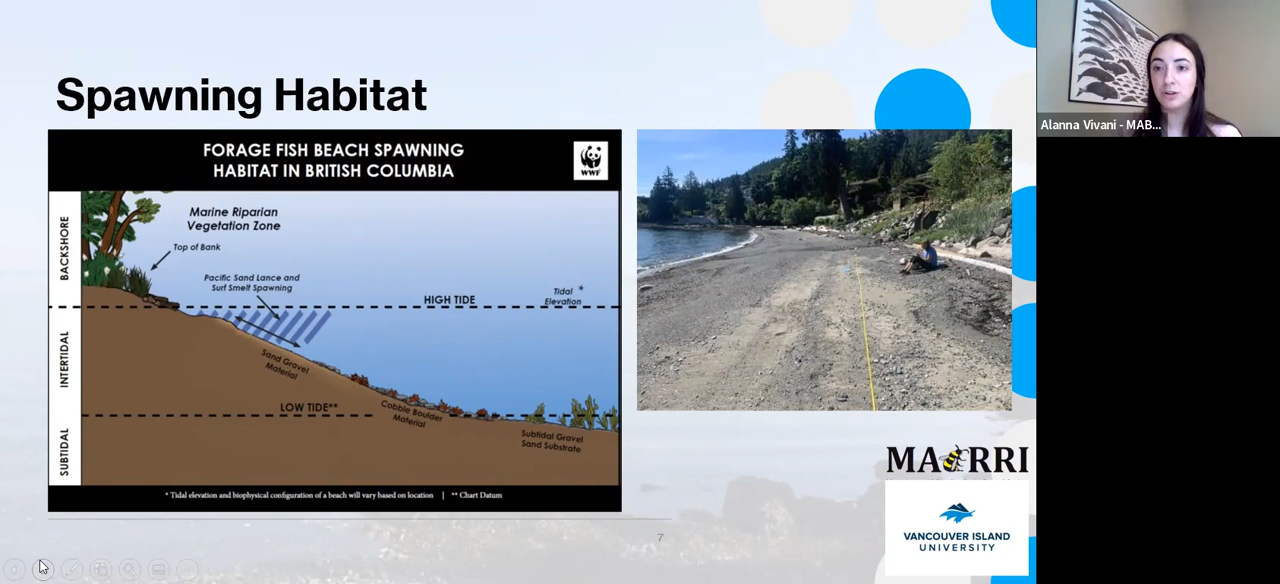 Spawning Habitat
FORAGE FISH BEACH SPAWNING
HABITAT IN BRITISH COLUMBIA
WWF
BACKSHORE
INTERTIDAL
SUBTIDAL
Marine Riparian
Vegetation Zone
Top of Bank
Pacific Sand Lance and
Surf Smelt Spawning
HIGH TIDE
Tidal *
Elevation
Sand Gravel
Material
LOW TIDE**
Cobble Boulder
Material
Subtidal Gravel
Sand Substrate
* Tidal elevation and biophysical configuration of a beach will vary based on location | ** Chart Datum
7
MABRRI
VANCOUVER ISLAND
UNIVERSITY
Alanna Vivani - MAB...